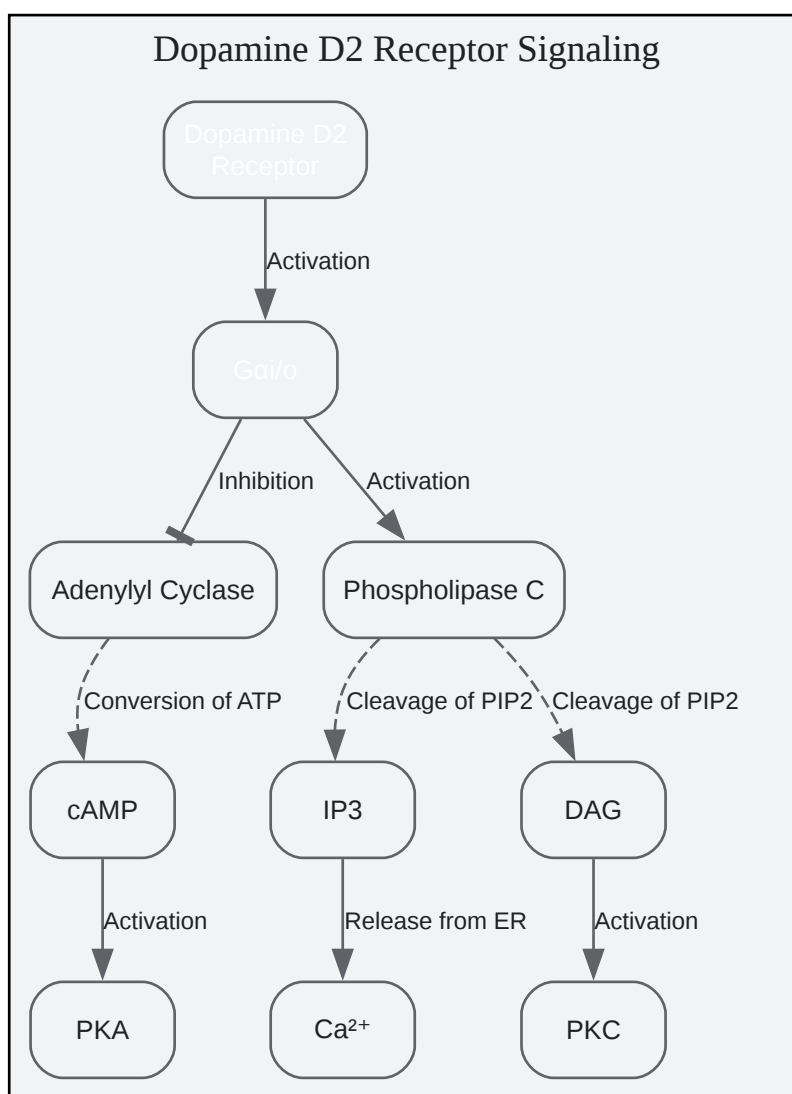 Dopamine D2 Receptor Signaling
Dopamine D2
Receptor
Activation
Gαi/o
Inhibition
Activation
Adenylyl Cyclase
Phospholipase C
Conversion of ATP
Cleavage of PIP2
Cleavage of PIP2
cAMP
IP3
DAG
Activation
Release from ER
Activation
PKA
Ca²⁺
PKC